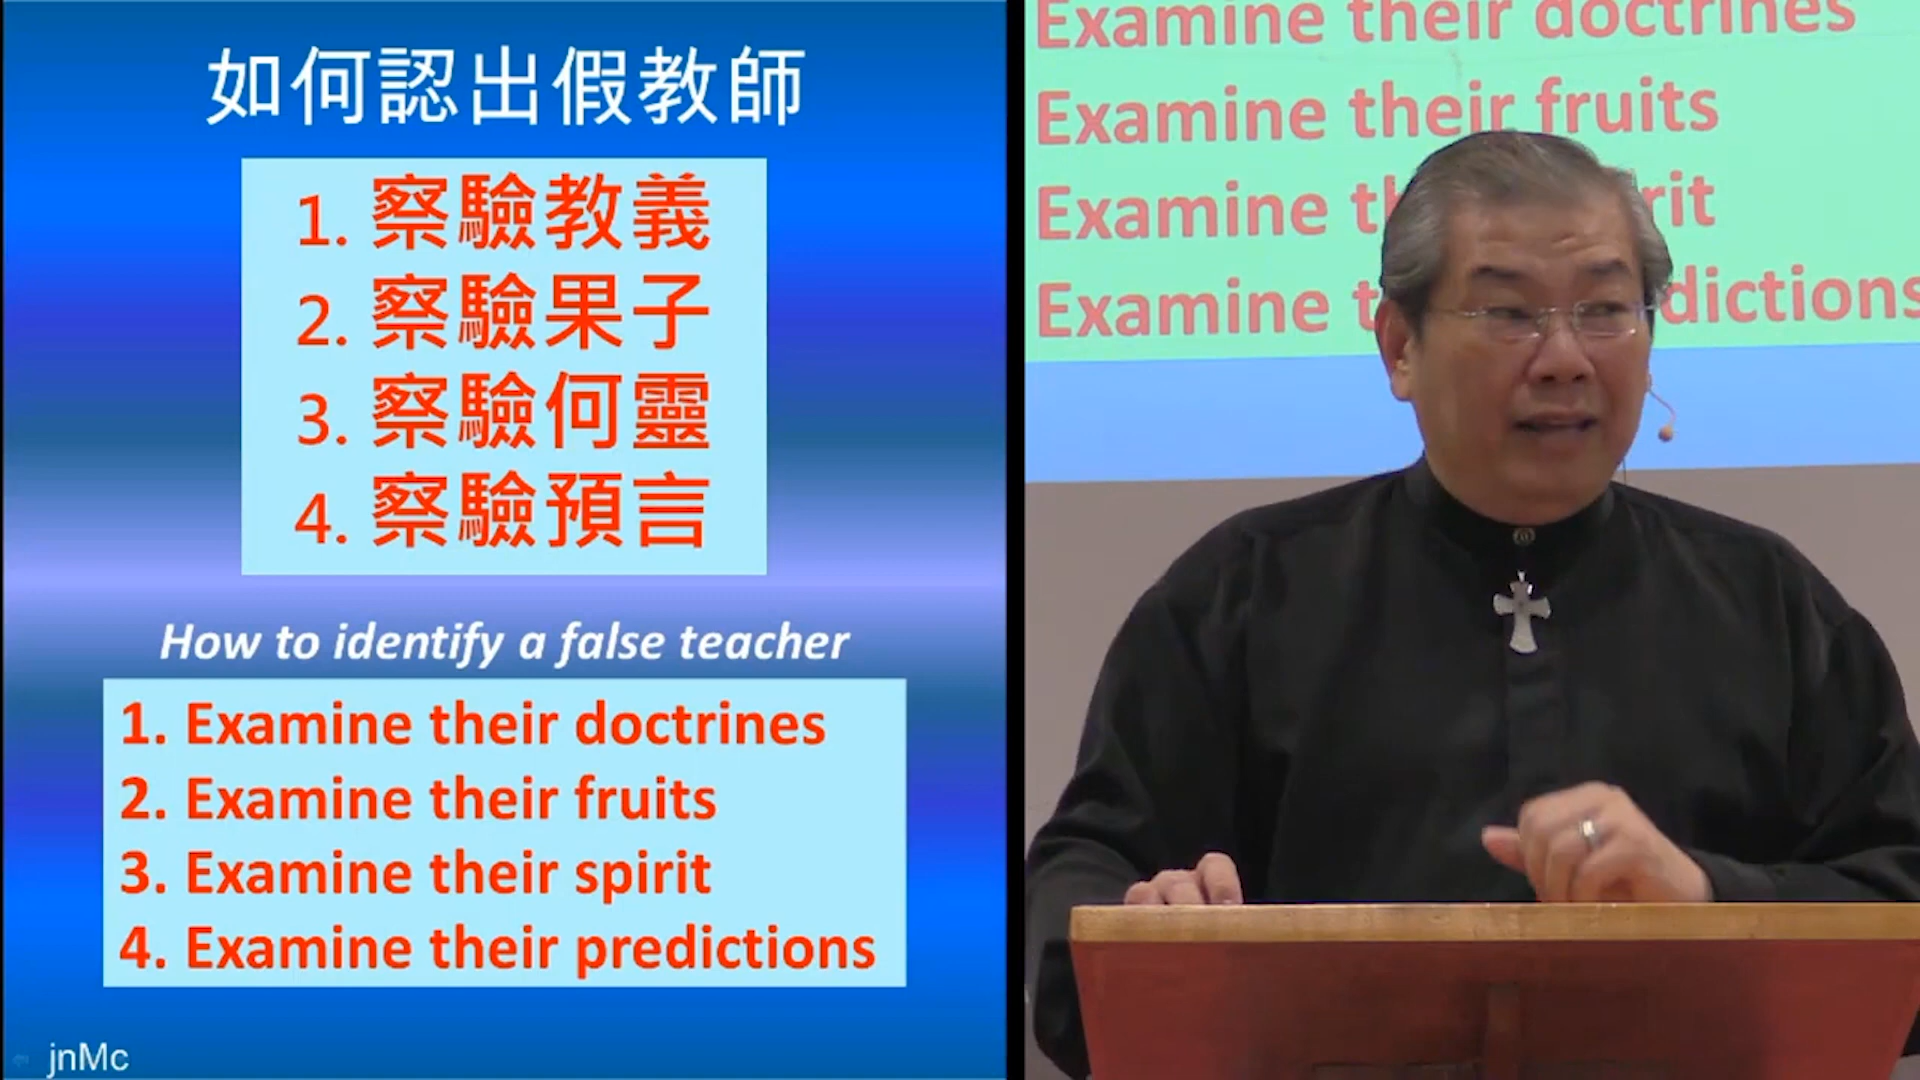 如何認出假教師
1. 察驗教義
2. 察驗果子
3. 察驗何靈
4. 察驗預言
How to identify a false teacher
1. Examine their doctrines
2. Examine their fruits
3. Examine their spirit
4. Examine their predictions
jnMc
Examine their doctrines
Examine their fruits
Examine
rit
Examine
dictions